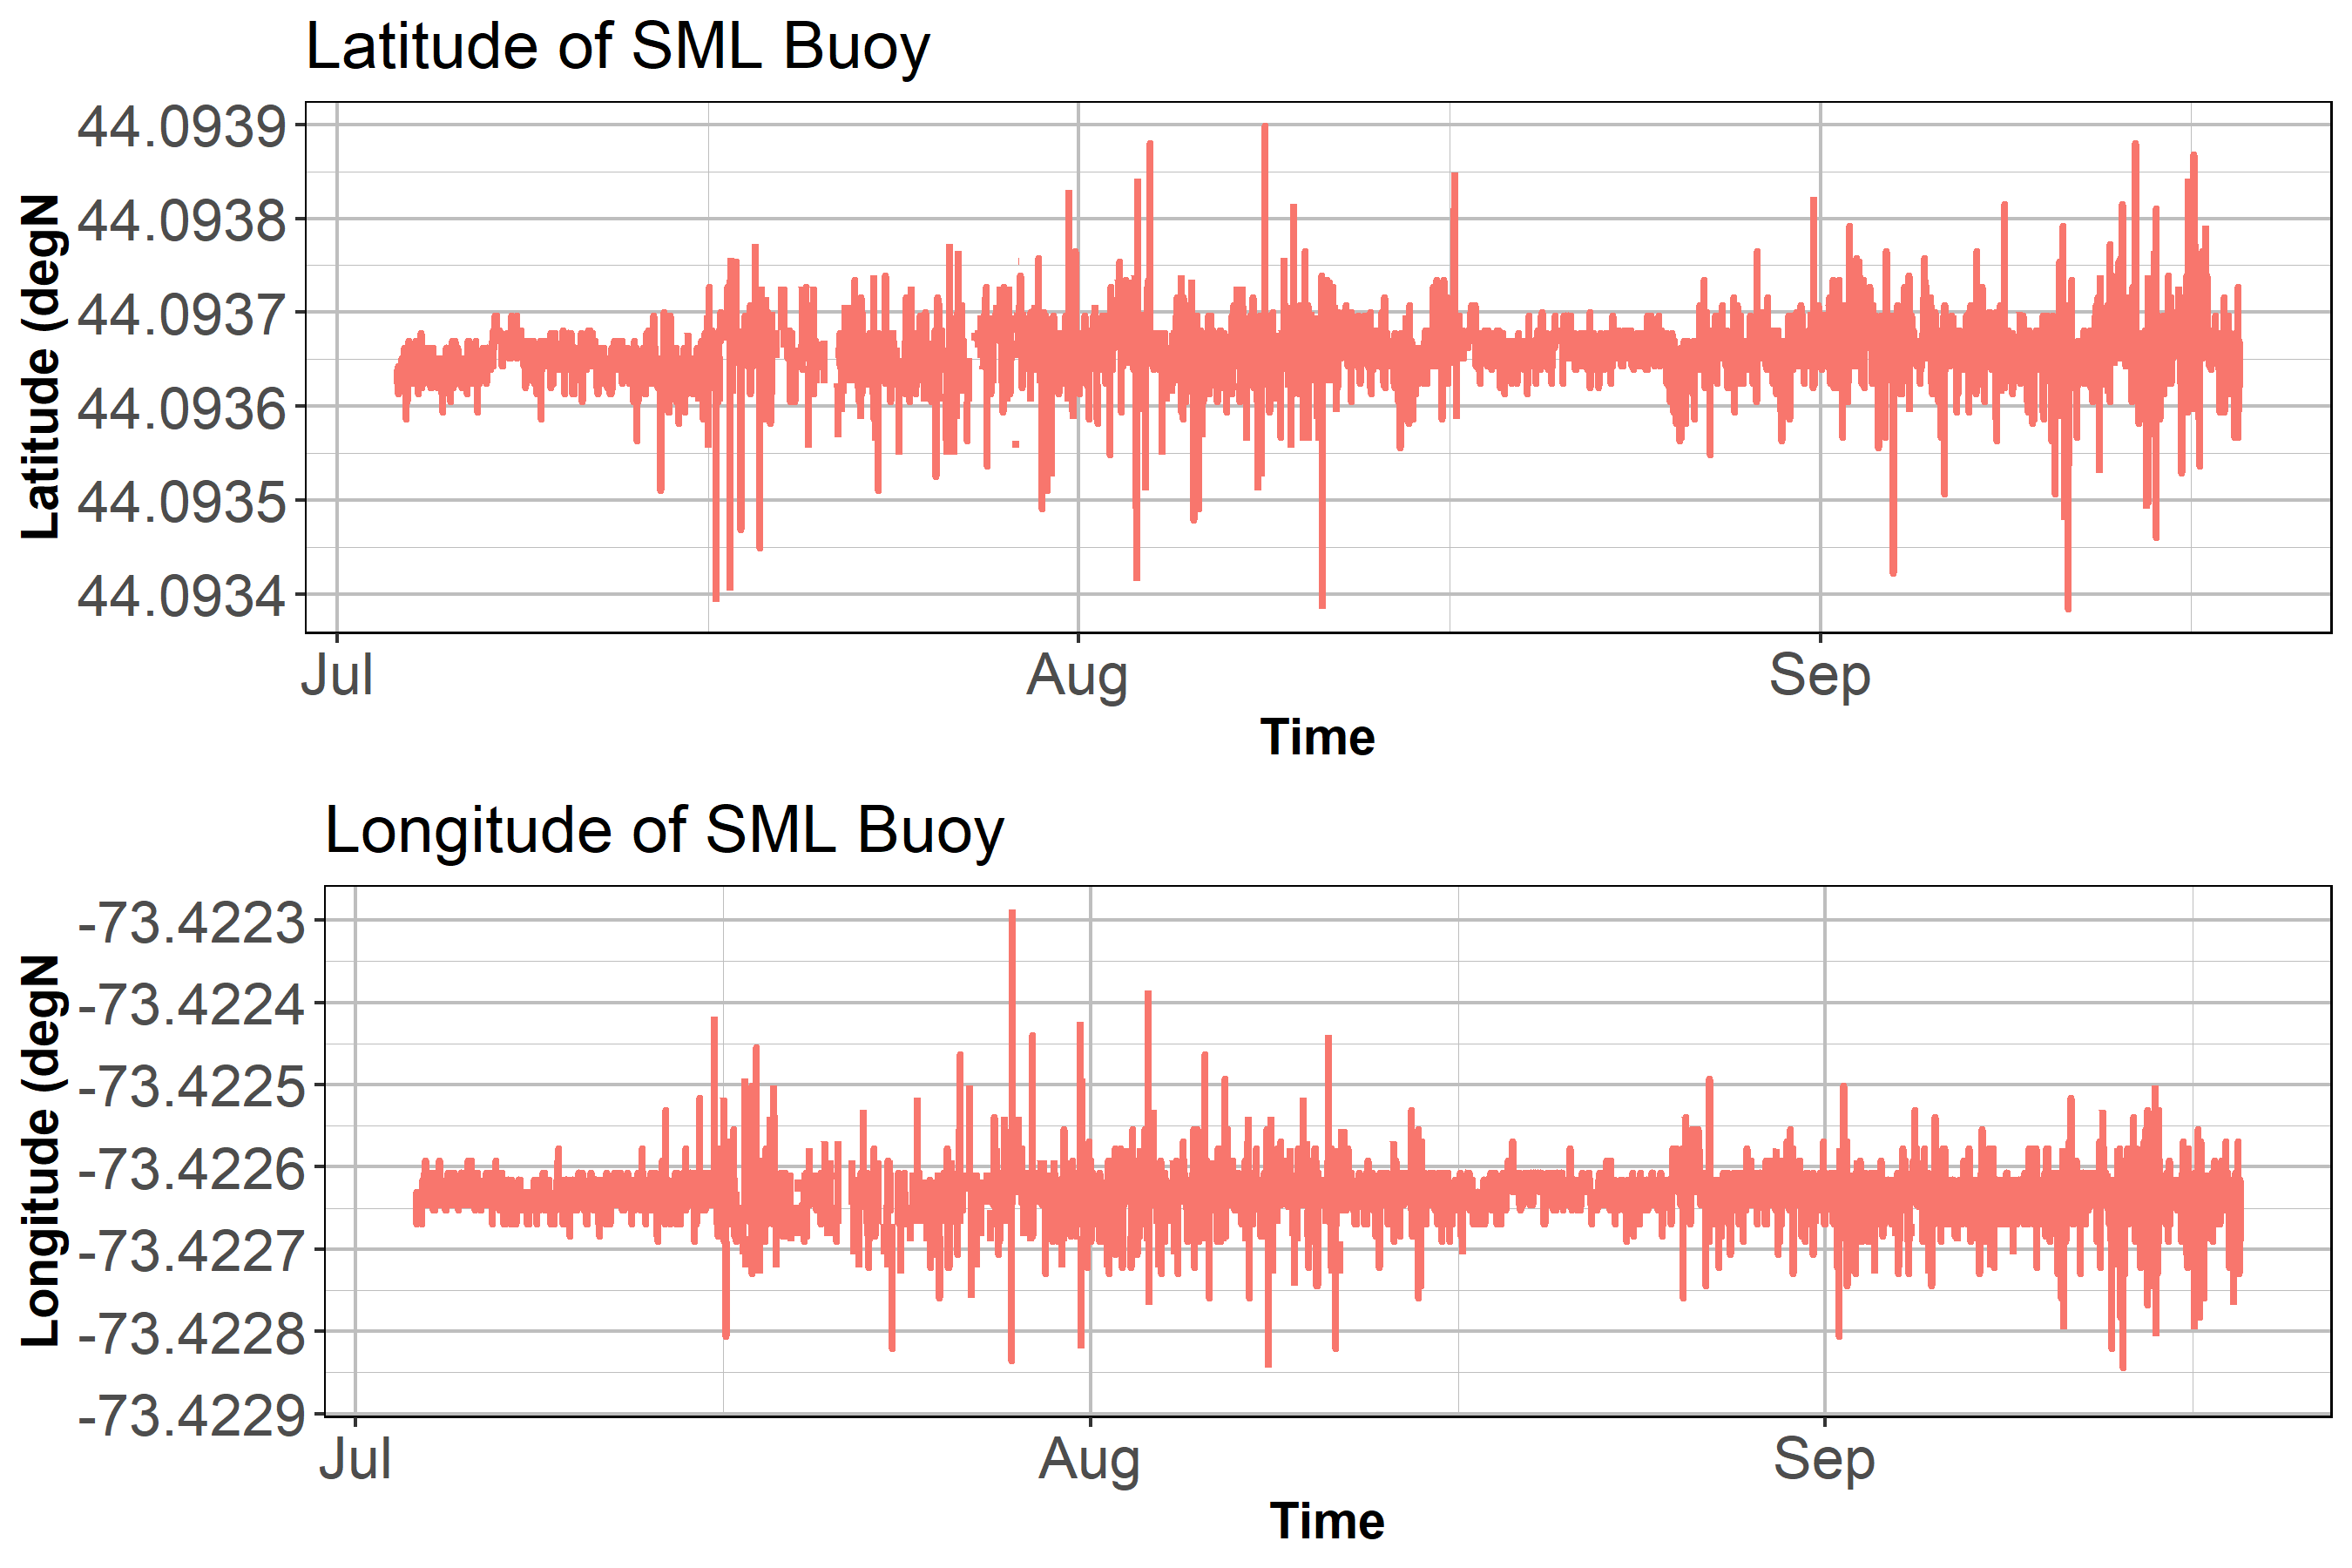 Latitude of SML Buoy
44.0939
44.0938
44.0937
44.0936
44.0935
44.0934
Latitude (degN
Jul Aug Sep
Time
Longitude of SML Buoy
-73.4223
-73.4224
-73.4225
-73.4226
-73.4227
-73.4228
-73.4229
Longitude (degN
Jul Aug Sep
Time